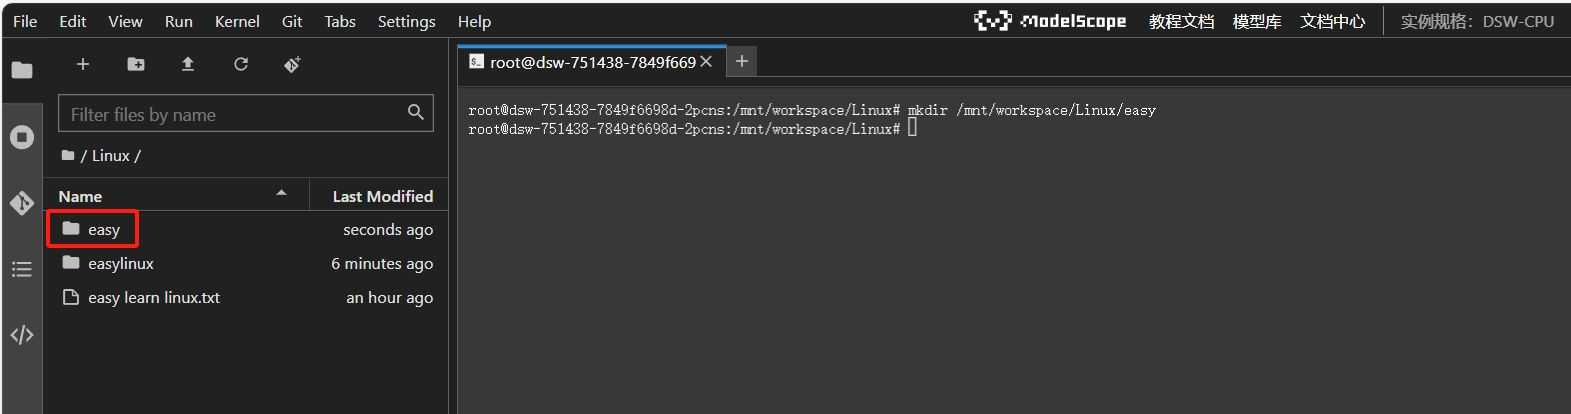 File Edit View Run Kernel Git Tabs Settings Help ModelScope 教程文档 模型库 文档中心 实例规格: DSW-CPU
root@dsw-751438-7849f669
Filter files by name
/ Linux /
Name Last Modified
easy seconds ago
easylinux 6 minutes ago
easy learn linux.txt an hour ago
root@dsw-751438-7849f6698d-2pcns:/mnt/workspace/Linux# mkdir /mnt/workspace/Linux/easy
root@dsw-751438-7849f6698d-2pcns:/mnt/workspace/Linux#